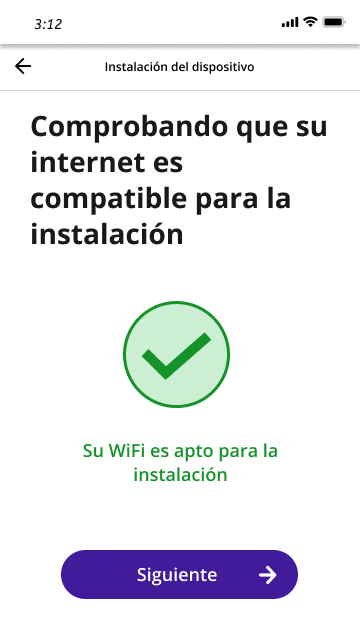 3:12
Instalación del dispositivo
Comprobando que su
internet es
compatible para la
instalación
Su WiFi es apto para la
instalación
Siguiente